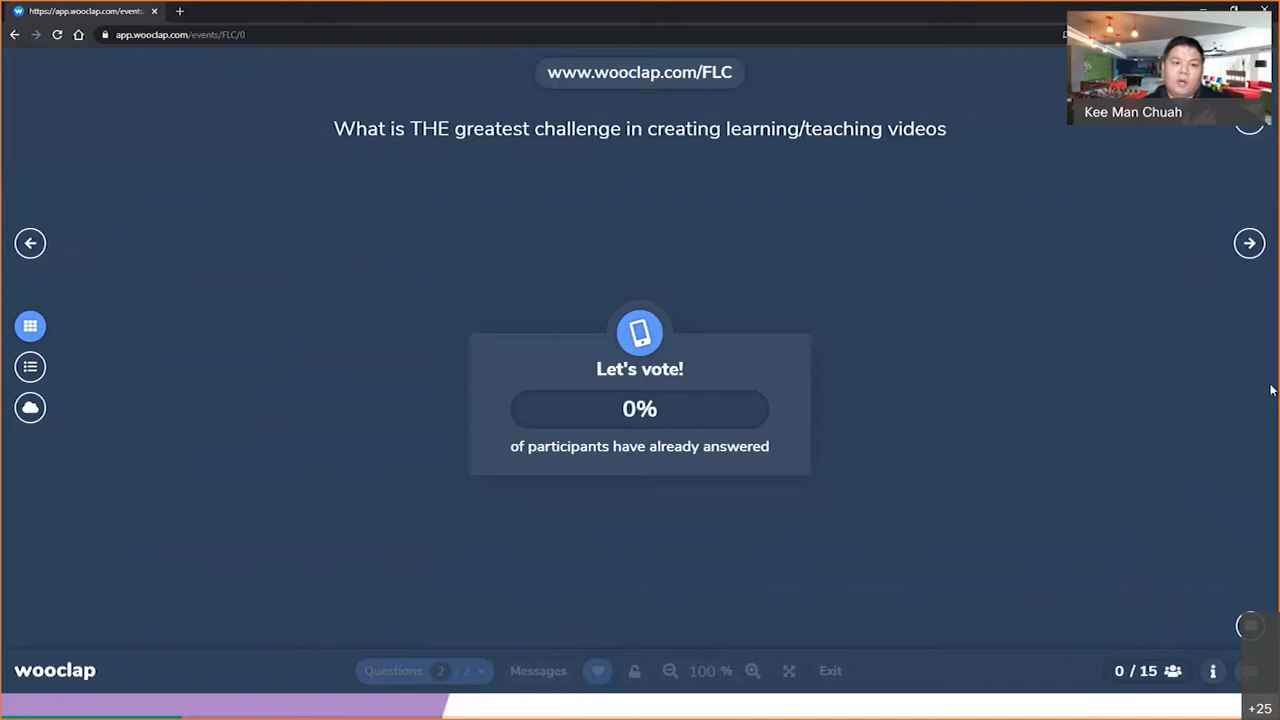 https://app.wooclap.com/events
app.wooclap.com/events/FLC/0
www.wooclap.com/FLC
Kee Man Chuah
What is THE greatest challenge in creating learning/teaching videos
Let's vote!
0%
of participants have already answered
wooclap
Questions 2 / 2
Messages
100 %
Exit
0 / 15
+25